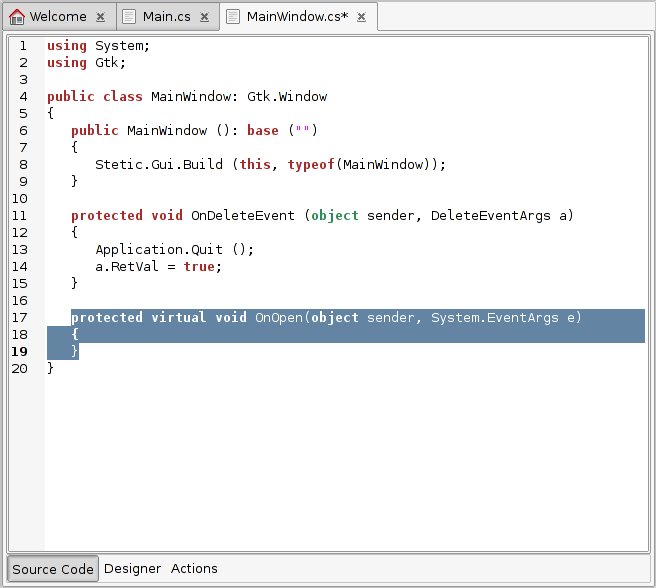 Welcome Main.cs MainWindow.cs*
1 using System;
2 using Gtk;
3
4 public class MainWindow: Gtk.Window
5 {
6    public MainWindow (): base ("")
7    {
8       Stetic.Gui.Build (this, typeof(MainWindow));
9    }
10
11    protected void OnDeleteEvent (object sender, DeleteEventArgs a)
12    {
13       Application.Quit ();
14       a.RetVal = true;
15    }
16
17    protected virtual void OnOpen(object sender, System.EventArgs e)
18    {
19    }
20 }
Source Code Designer Actions